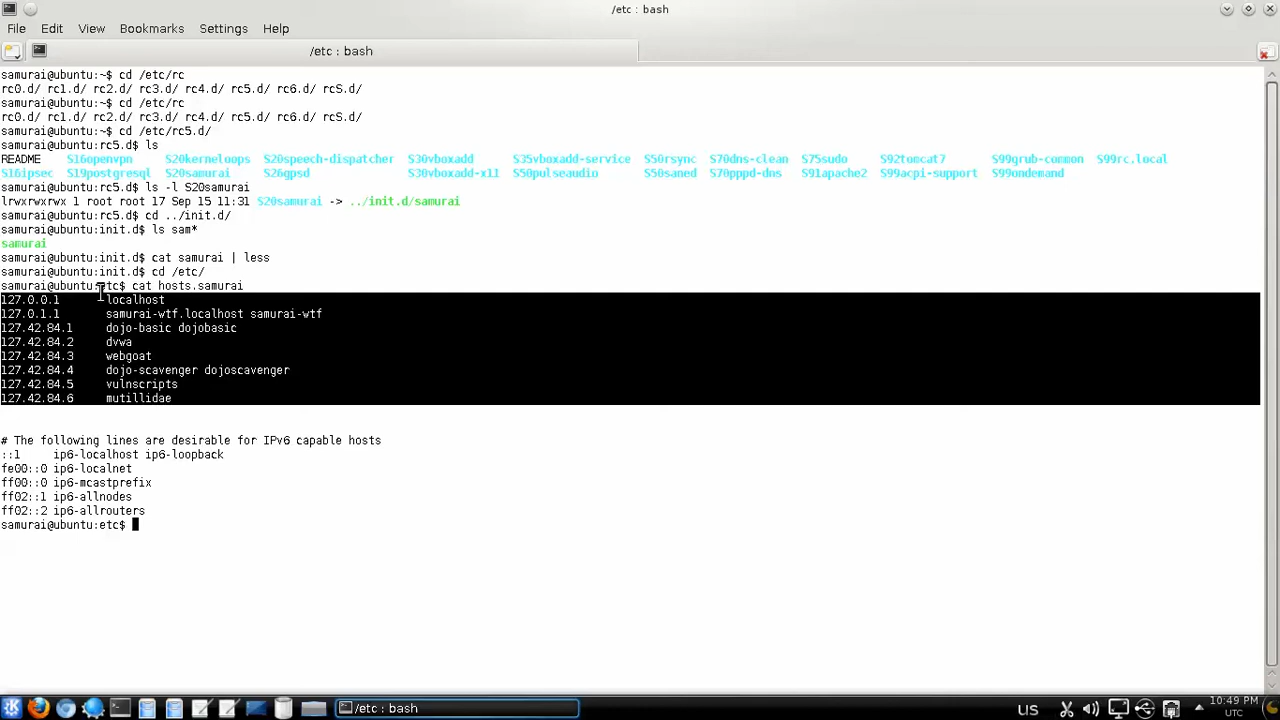 /etc : bash
File Edit View Bookmarks Settings Help
/etc : bash
samurai@ubuntu:~$ cd /etc/rc
rc0.d/ rc1.d/ rc2.d/ rc3.d/ rc4.d/ rc5.d/ rc6.d/ rcS.d/
samurai@ubuntu:~$ cd /etc/rc
rc0.d/ rc1.d/ rc2.d/ rc3.d/ rc4.d/ rc5.d/ rc6.d/ rcS.d/
samurai@ubuntu:~$ cd /etc/rc5.d/
samurai@ubuntu:rc5.d$ ls
README S16openvpn S20kerneloops S20speech-dispatcher S30vboxadd S35vboxadd-service S50rsync S70dns-clean S75sudo S92tomcat7 S99grub-common S99rc.local
S16ipsec S19postgresql S20samurai S26gpsd S30vboxadd-x11 S50pulseaudio S50saned S70pppd-dns S91apache2 S99acpi-support S99ondemand
samurai@ubuntu:rc5.d$ ls -l S20samurai
lrwxrwxrwx 1 root root 17 Sep 15 11:31 S20samurai -> ../init.d/samurai
samurai@ubuntu:rc5.d$ cd ../init.d/
samurai@ubuntu:init.d$ ls sam*
samurai
samurai@ubuntu:init.d$ cat samurai | less
samurai@ubuntu:init.d$ cd /etc/
samurai@ubuntu:etc$ cat hosts.samurai
127.0.0.1 localhost
127.0.1.1 samurai-wtf.localhost samurai-wtf
127.42.84.1 dojo-basic dojobasic
127.42.84.2 dvwa
127.42.84.3 webgoat
127.42.84.4 dojo-scavenger dojoscavenger
127.42.84.5 vulnscripts
127.42.84.6 mutillidae
# The following lines are desirable for IPv6 capable hosts
::1 ip6-localhost ip6-loopback
fe00::0 ip6-localnet
ff00::0 ip6-mcastprefix
ff02::1 ip6-allnodes
ff02::2 ip6-allrouters
samurai@ubuntu:etc$
/etc : bash
US
10:49 PM
UTC